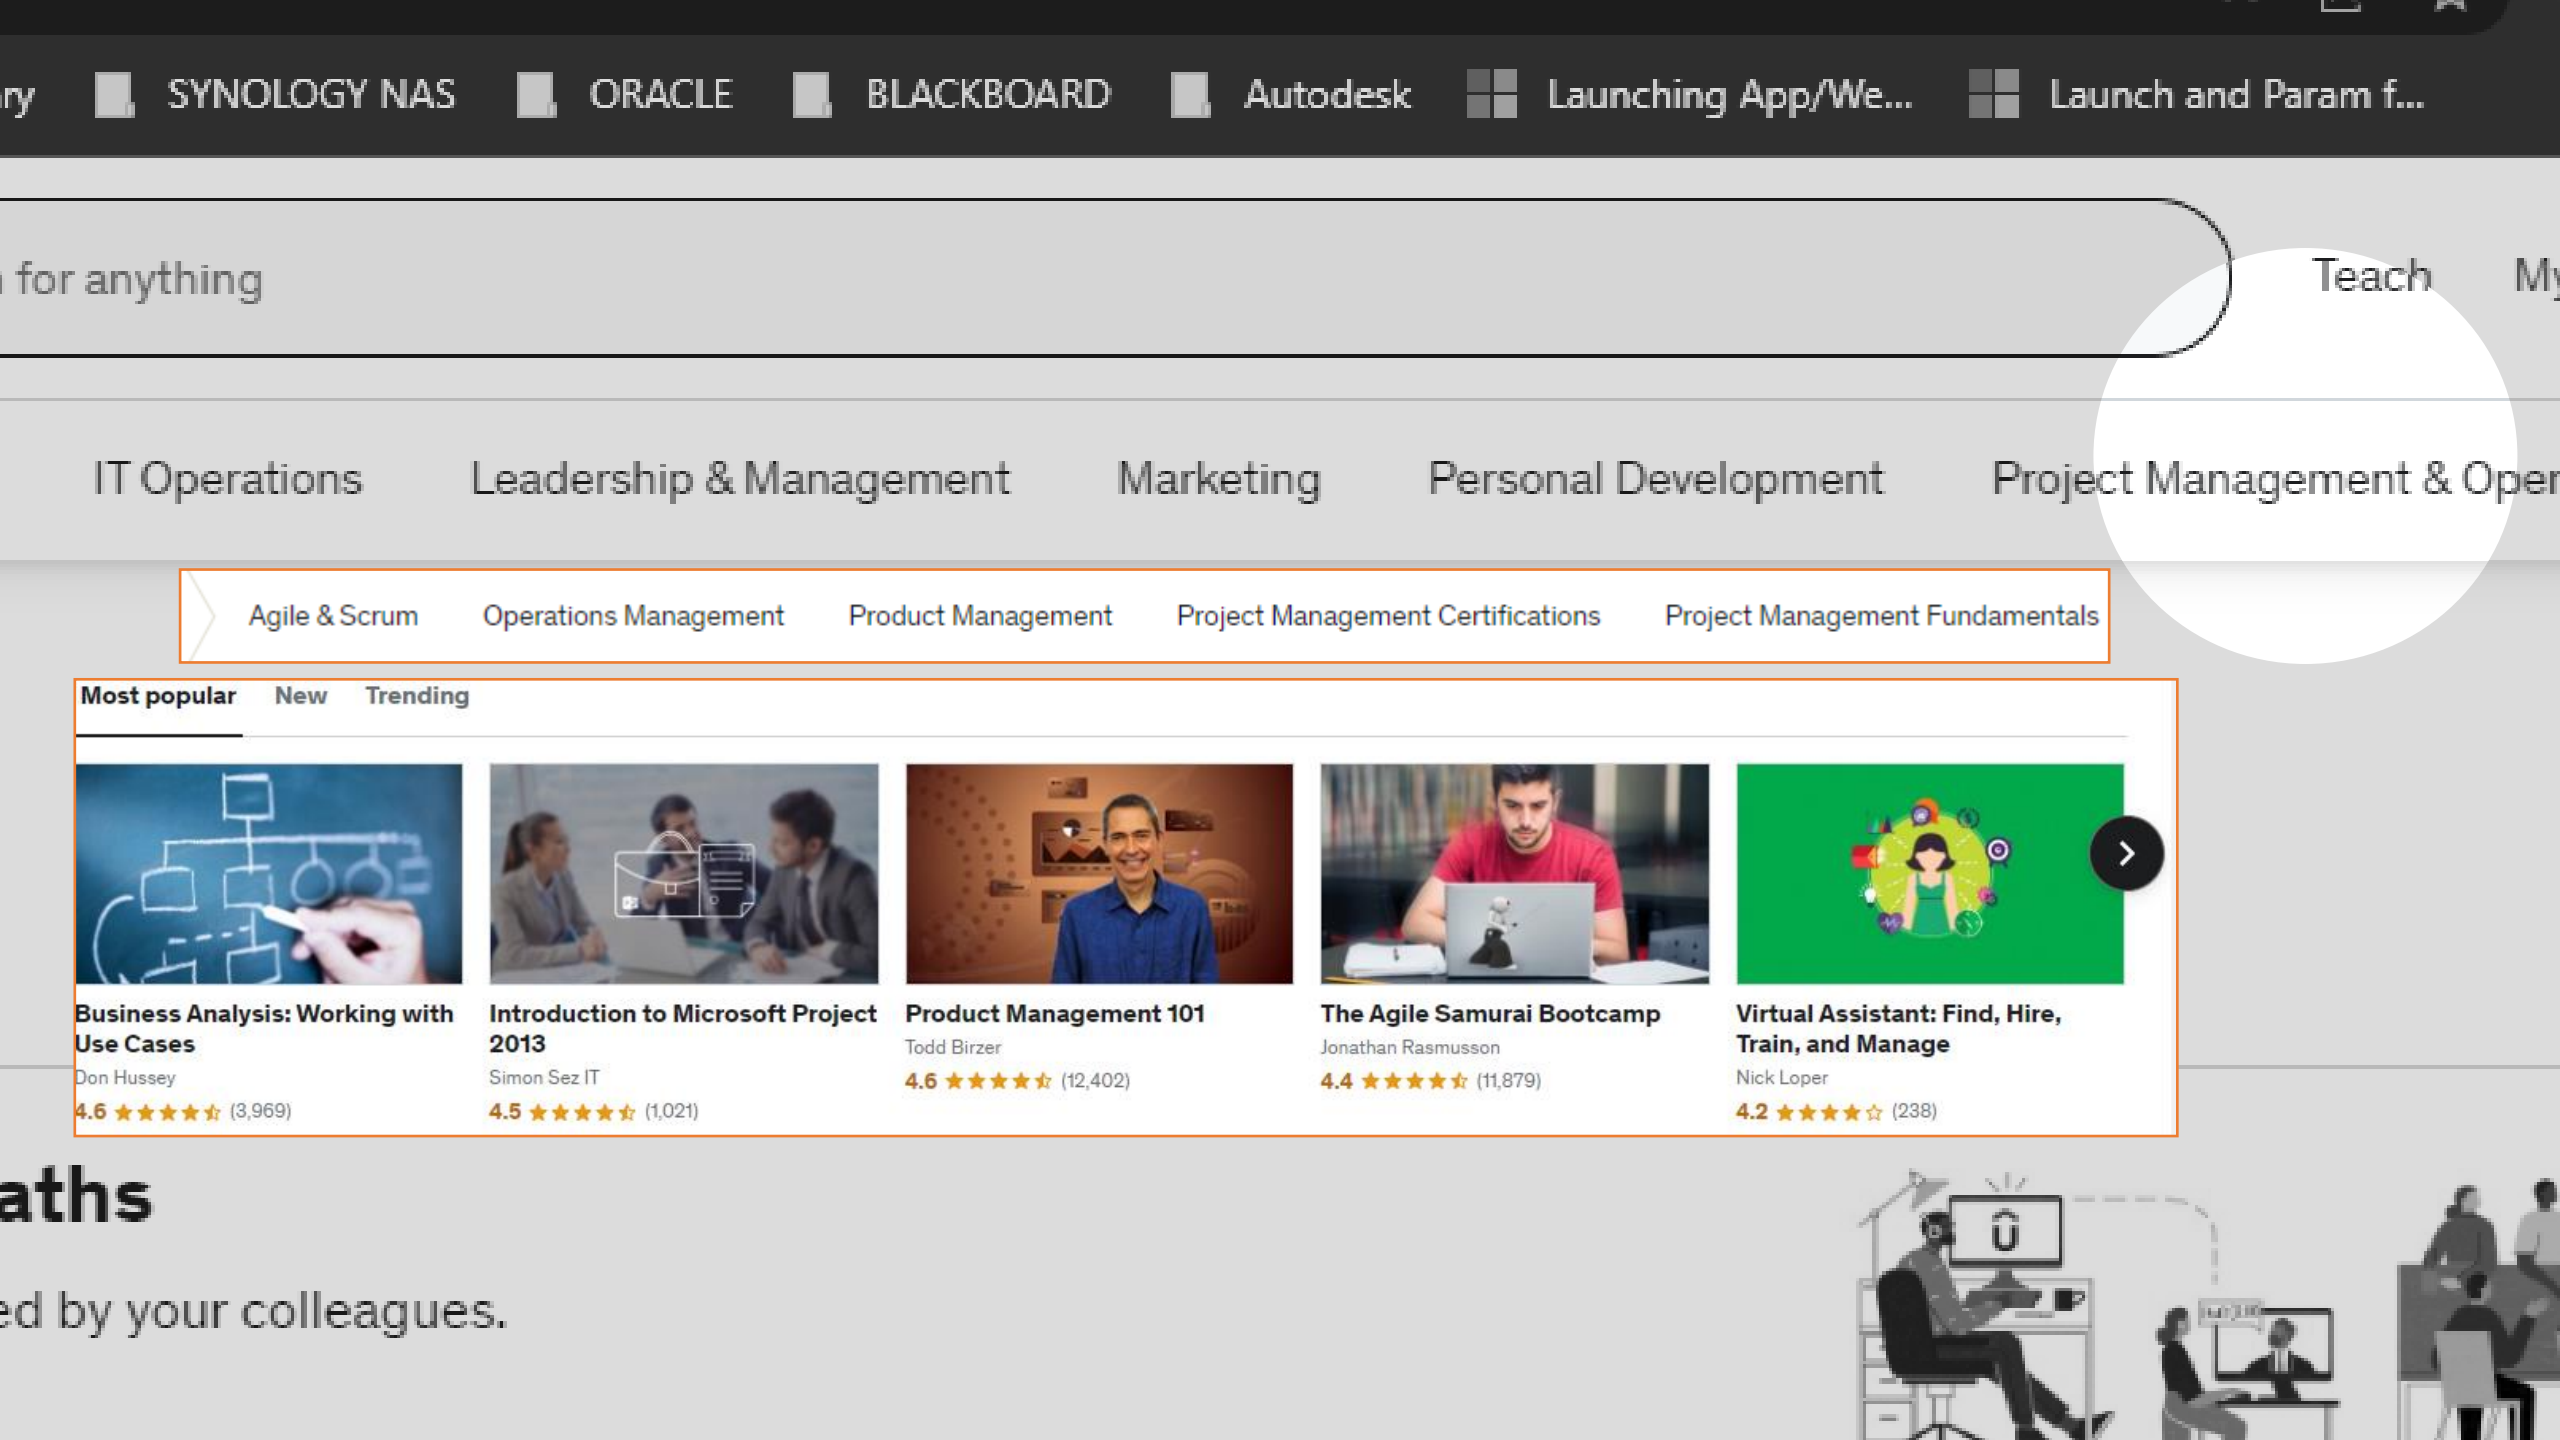 ry SYNOLOGY NAS ORACLE BLACKBOARD Autodesk Launching App/We... Launch and Param f...
for anything Teach My
IT Operations Leadership & Management Marketing Personal Development Project Management & Oper
Agile & Scrum Operations Management Product Management Project Management Certifications Project Management Fundamentals
Most popular New Trending
Business Analysis: Working with
Use Cases
Don Hussey
4.6 (3,969)
Introduction to Microsoft Project
2013
Simon Sez IT
4.5 (1,021)
Product Management 101
Todd Birzer
4.6 (12,402)
The Agile Samurai Bootcamp
Jonathan Rasmusson
4.4 (11,879)
Virtual Assistant: Find, Hire,
Train, and Manage
Nick Loper
4.2 (238)
aths
ed by your colleagues.